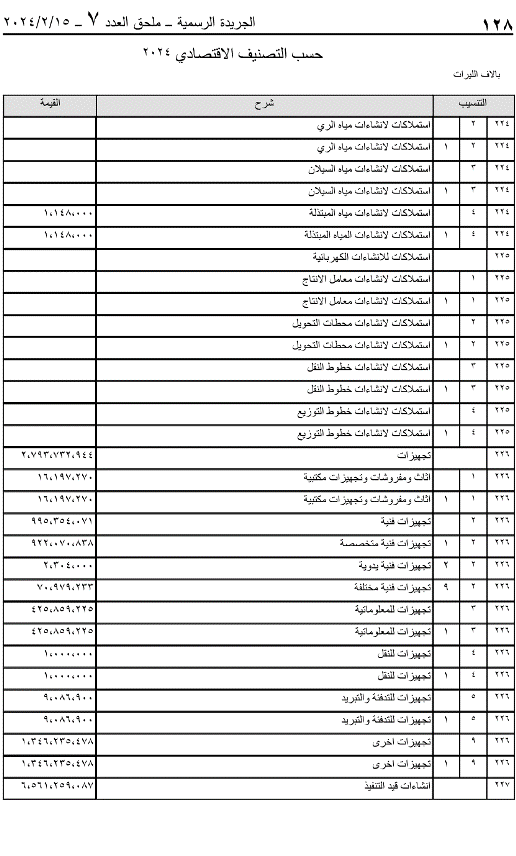 ١٢٨ الجريدة الرسمية ـ ملحق العدد ٧ ـ ٢٠٢٤/٢/١٥
حسب التصنيف الاقتصادي ٢٠٢٤
بالاف الليرات
التنسيب شرح القيمة
٢٢٤ ٢ استملاكات لانشاءات مياه الري
٢٢٤ ٢ ١ استملاكات لانشاءات مياه الري
٢٢٤ ٣ استملاكات لانشاءات مياه السيلان
٢٢٤ ٣ ١ استملاكات لانشاءات مياه السيلان
٢٢٤ ٤ استملاكات لانشاءات مياه المبتذلة ١،١٤٨،٠٠٠
٢٢٤ ٤ ١ استملاكات لانشاءات المياه المبتذلة ١،١٤٨،٠٠٠
٢٢٥ استملاكات للانشاءات الكهربائية
٢٢٥ ١ استملاكات لانشاءات معامل الانتاج
٢٢٥ ١ ١ استملاكات لانشاءات معامل الانتاج
٢٢٥ ٢ استملاكات لانشاءات محطات التحويل
٢٢٥ ٢ ١ استملاكات لانشاءات محطات التحويل
٢٢٥ ٣ استملاكات لانشاءات خطوط النقل
٢٢٥ ٣ ١ استملاكات لانشاءات خطوط النقل
٢٢٥ ٤ استملاكات لانشاءات خطوط التوزيع
٢٢٥ ٤ ١ استملاكات لانشاءات خطوط التوزيع
٢٢٦ تجهيزات ٢،٧٩٣،٧٣٢،٩٤٤
٢٢٦ ١ اثاث ومفروشات وتجهيزات مكتبية ١٦،١٩٧،٢٧٠
٢٢٦ ١ ١ اثاث ومفروشات وتجهيزات مكتبية ١٦،١٩٧،٢٧٠
٢٢٦ ٢ تجهيزات فنية ٩٩٥،٣٥٤،٠٧١
٢٢٦ ٢ ١ تجهيزات فنية متخصصة ٩٢٢،٠٧٠،٨٣٨
٢٢٦ ٢ ٢ تجهيزات فنية يدوية ٢،٣٠٤،٠٠٠
٢٢٦ ٢ ٩ تجهيزات فنية مختلفة ٧٠،٩٧٩،٢٣٣
٢٢٦ ٣ تجهيزات للمعلوماتية ٤٢٥،٨٥٩،٢٢٥
٢٢٦ ٣ ١ تجهيزات للمعلوماتية ٤٢٥،٨٥٩،٢٢٥
٢٢٦ ٤ تجهيزات للنقل ١،٠٠٠،٠٠٠
٢٢٦ ٤ ١ تجهيزات للنقل ١،٠٠٠،٠٠٠
٢٢٦ ٥ تجهيزات للتدفئة والتبريد ٩،٠٨٦،٩٠٠
٢٢٦ ٥ ١ تجهيزات للتدفئة والتبريد ٩،٠٨٦،٩٠٠
٢٢٦ ٩ تجهيزات اخرى ١،٣٤٦،٢٣٥،٤٧٨
٢٢٦ ٩ ١ تجهيزات اخرى ١،٣٤٦،٢٣٥،٤٧٨
٢٢٧ انشاءات قيد التنفيذ ٦،٥٦١،٢٥٩،٠٨٧